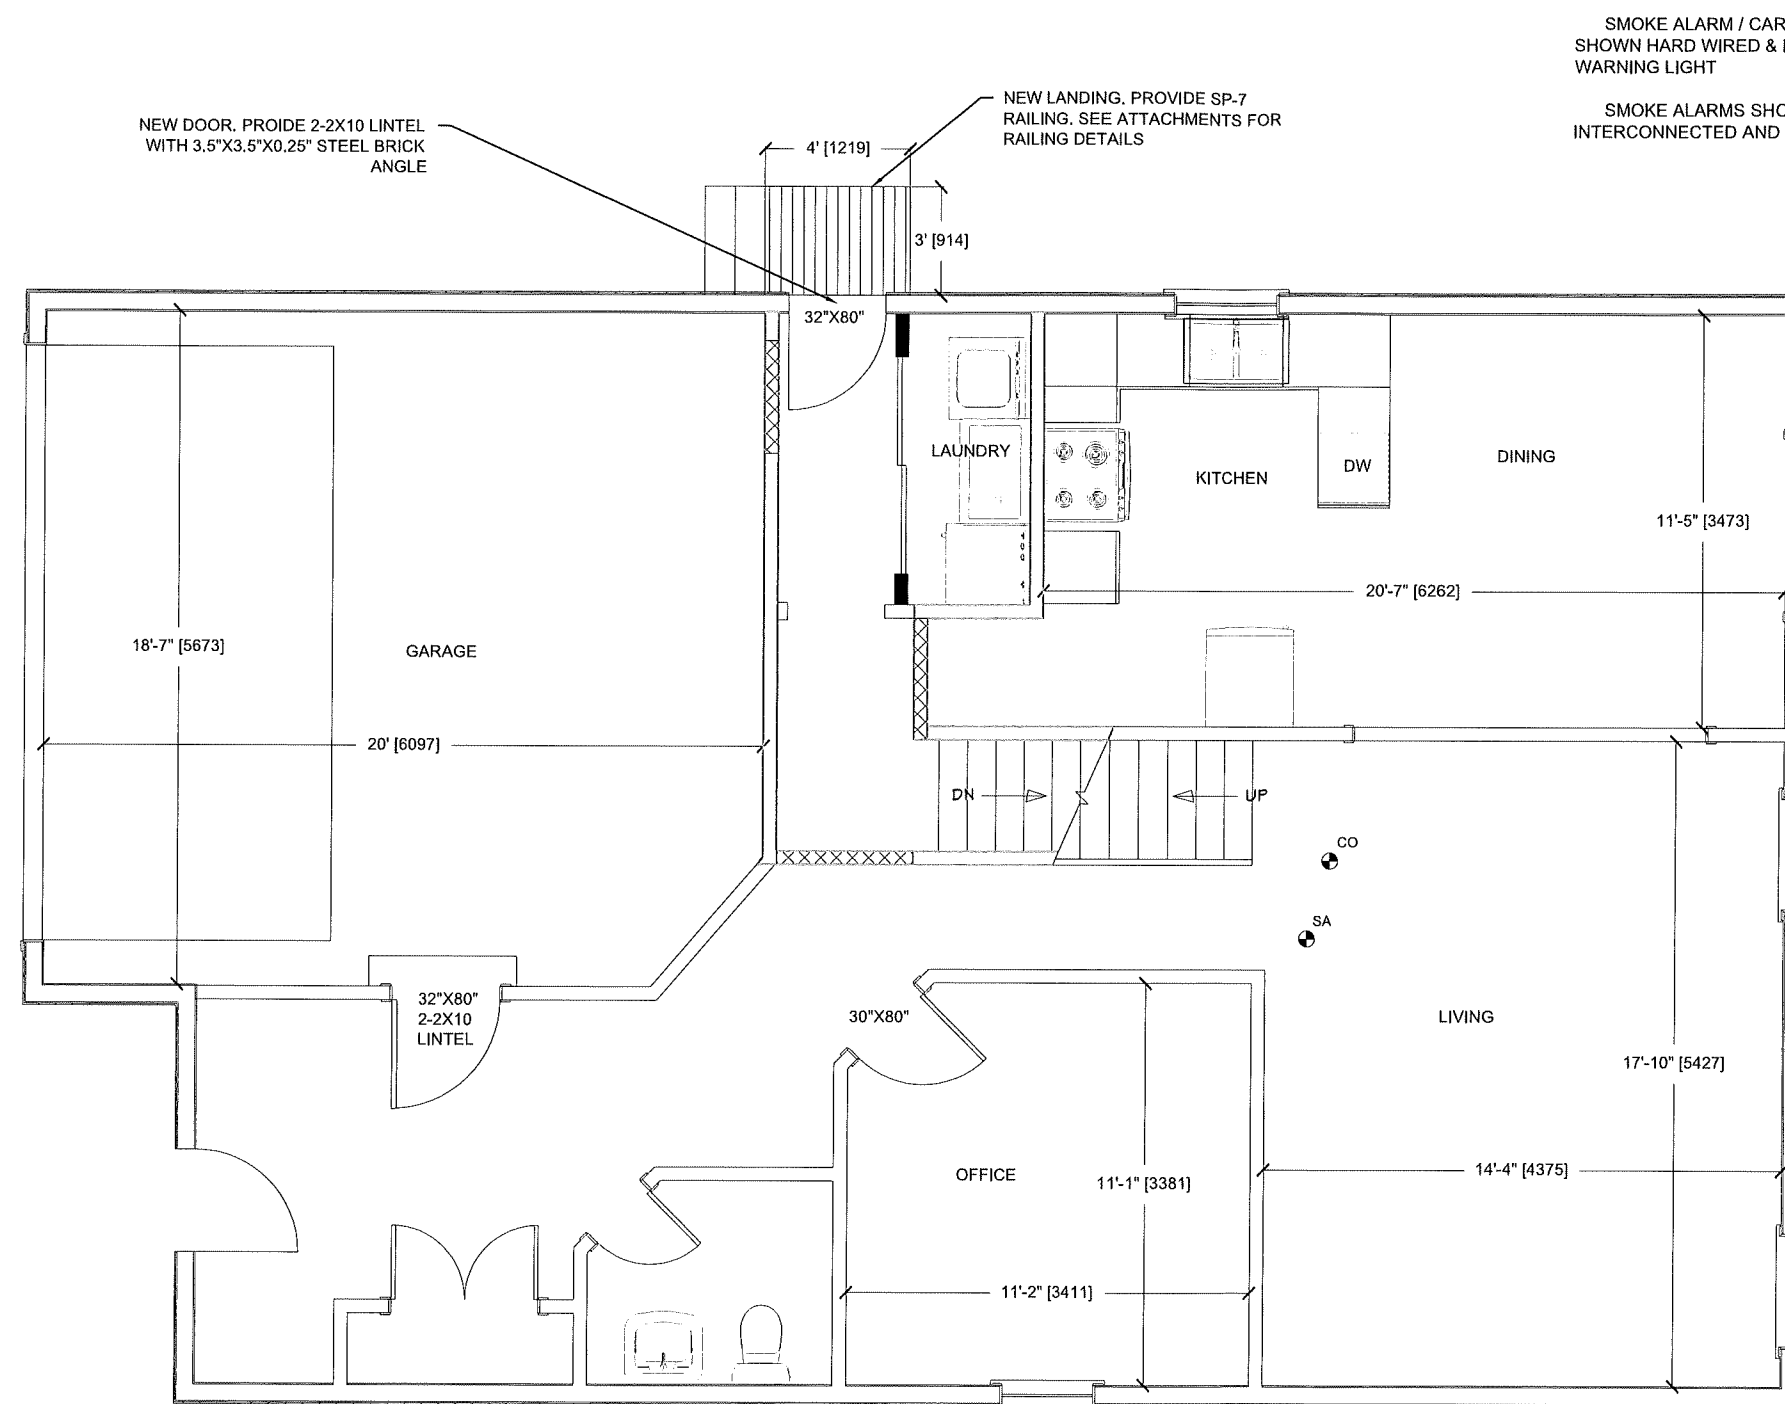 SMOKE ALARM / CAR
SHOWN HARD WIRED &
WARNING LIGHT
SMOKE ALARMS SHO
INTERCONNECTED AND
NEW DOOR. PROIDE 2-2X10 LINTEL
WITH 3.5"X3.5"X0.25" STEEL BRICK
ANGLE
NEW LANDING. PROVIDE SP-7
RAILING. SEE ATTACHMENTS FOR
RAILING DETAILS
4' [1219]
3' [914]
32"X80"
LAUNDRY
KITCHEN
DW
DINING
11'-5" [3473]
20'-7" [6262]
18'-7" [5673]
GARAGE
20' [6097]
DN
UP
CO
SA
32"X80"
2-2X10
LINTEL
30"X80"
LIVING
17'-10" [5427]
OFFICE
11'-1" [3381]
14'-4" [4375]
11'-2" [3411]